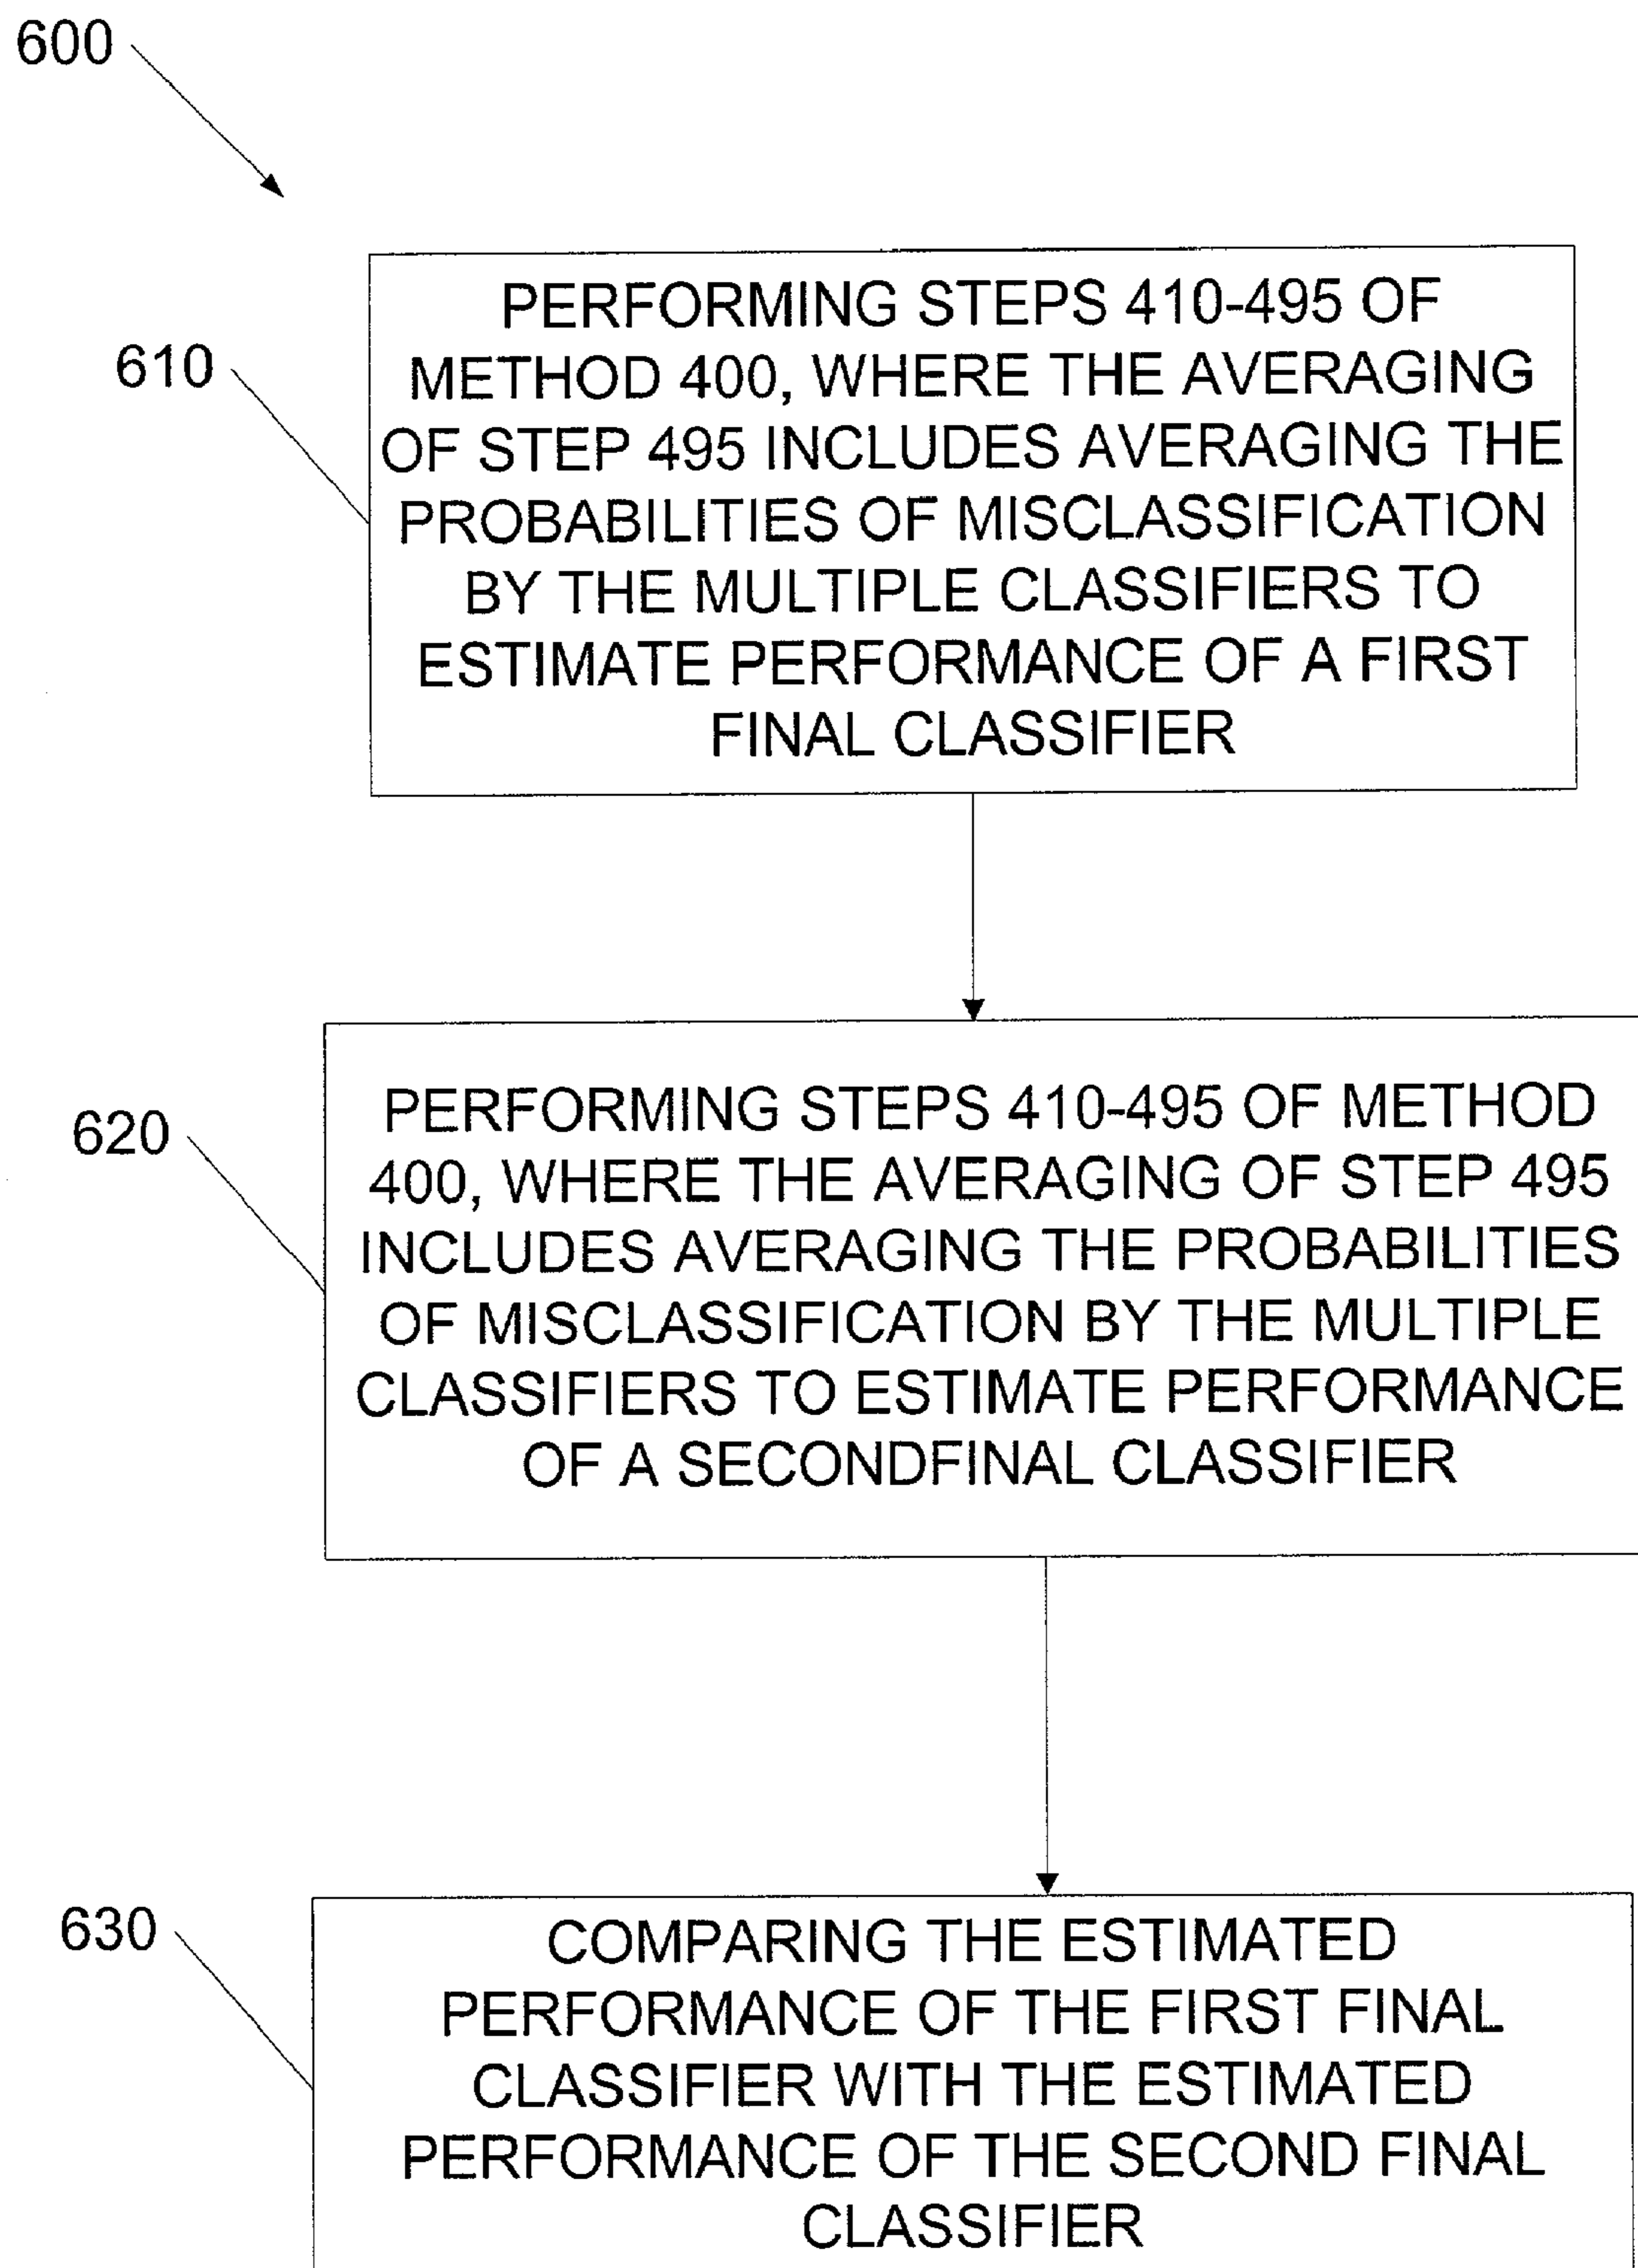 600
610
PERFORMING STEPS 410-495 OF
METHOD 400, WHERE THE AVERAGING
OF STEP 495 INCLUDES AVERAGING THE
PROBABILITIES OF MISCLASSIFICATION
BY THE MULTIPLE CLASSIFIERS TO
ESTIMATE PERFORMANCE OF A FIRST
FINAL CLASSIFIER
620
PERFORMING STEPS 410-495 OF METHOD
400, WHERE THE AVERAGING OF STEP 495
INCLUDES AVERAGING THE PROBABILITIES
OF MISCLASSIFICATION BY THE MULTIPLE
CLASSIFIERS TO ESTIMATE PERFORMANCE
OF A SECONDFINAL CLASSIFIER
630
COMPARING THE ESTIMATED
PERFORMANCE OF THE FIRST FINAL
CLASSIFIER WITH THE ESTIMATED
PERFORMANCE OF THE SECOND FINAL
CLASSIFIER